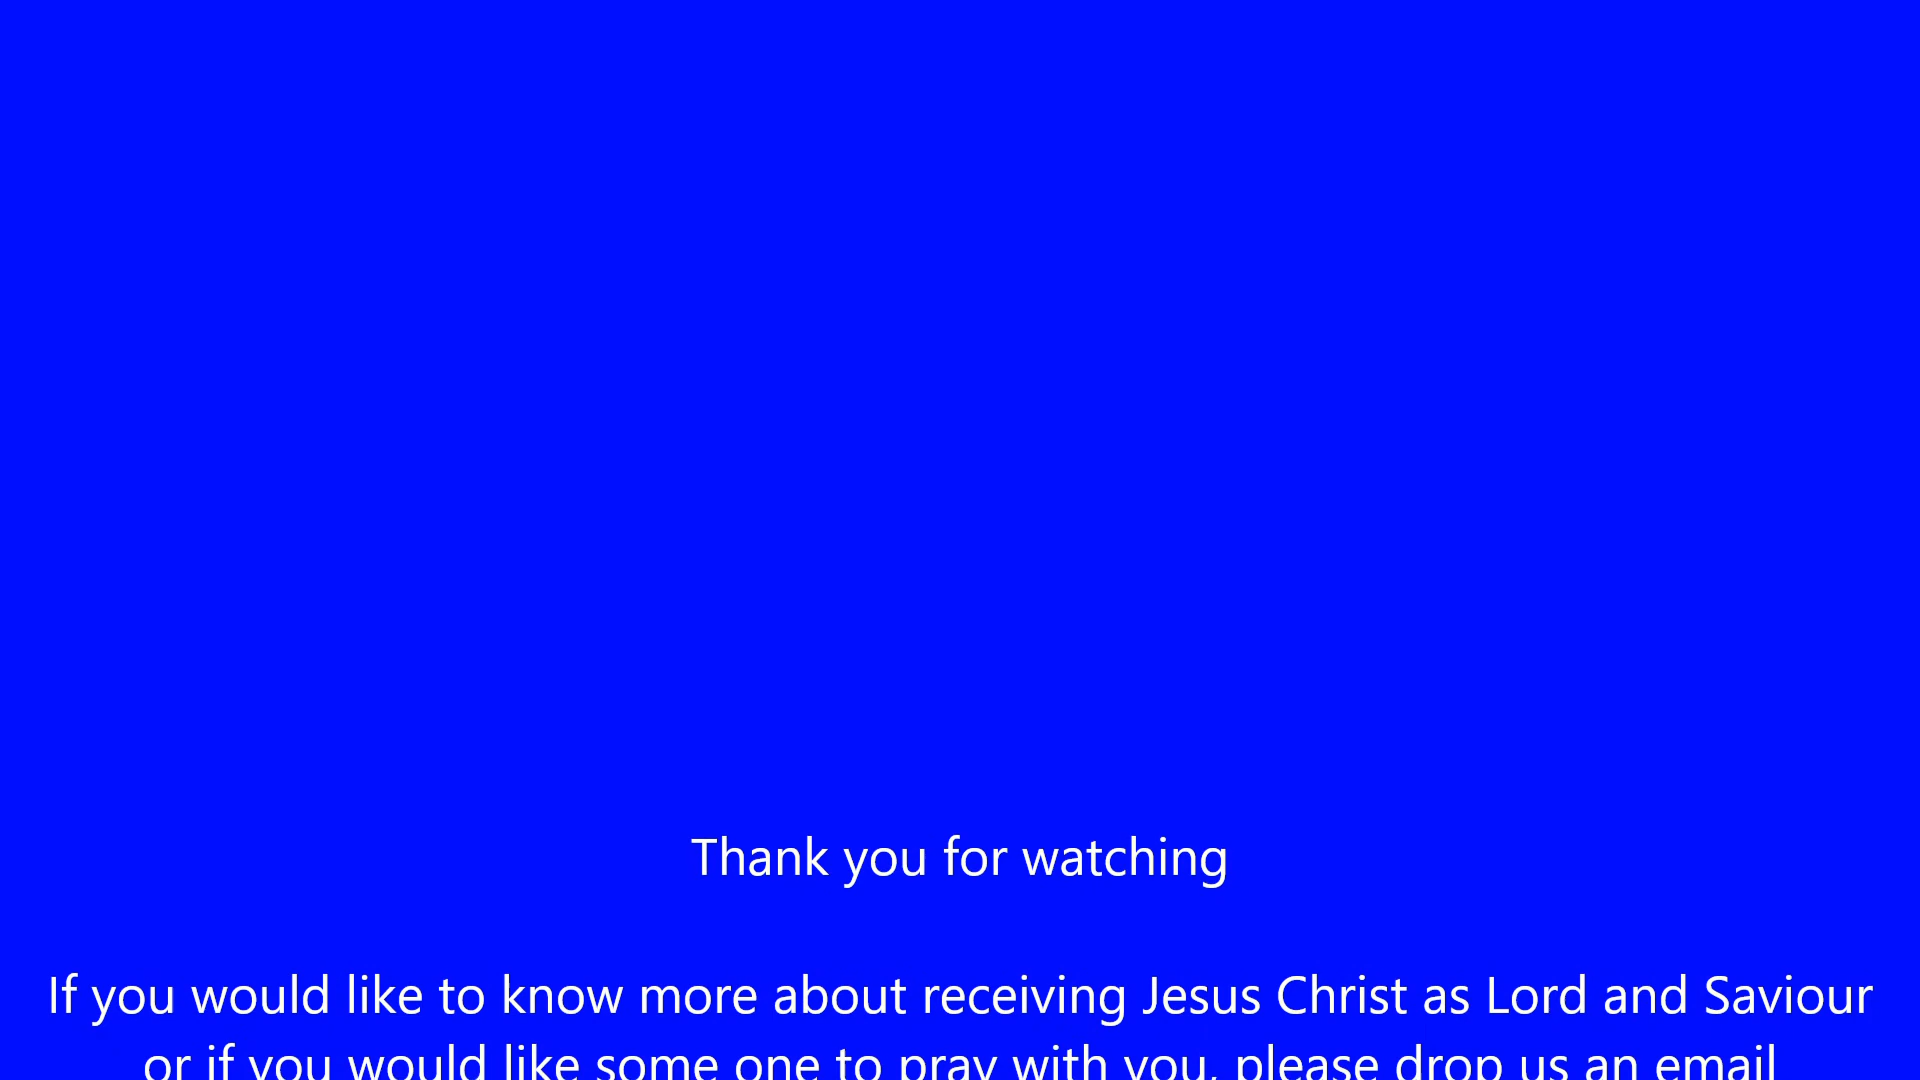 Thank you for watching
If you would like to know more about receiving Jesus Christ as Lord and Saviour
or if you would like some one to pray with you, please drop us an email